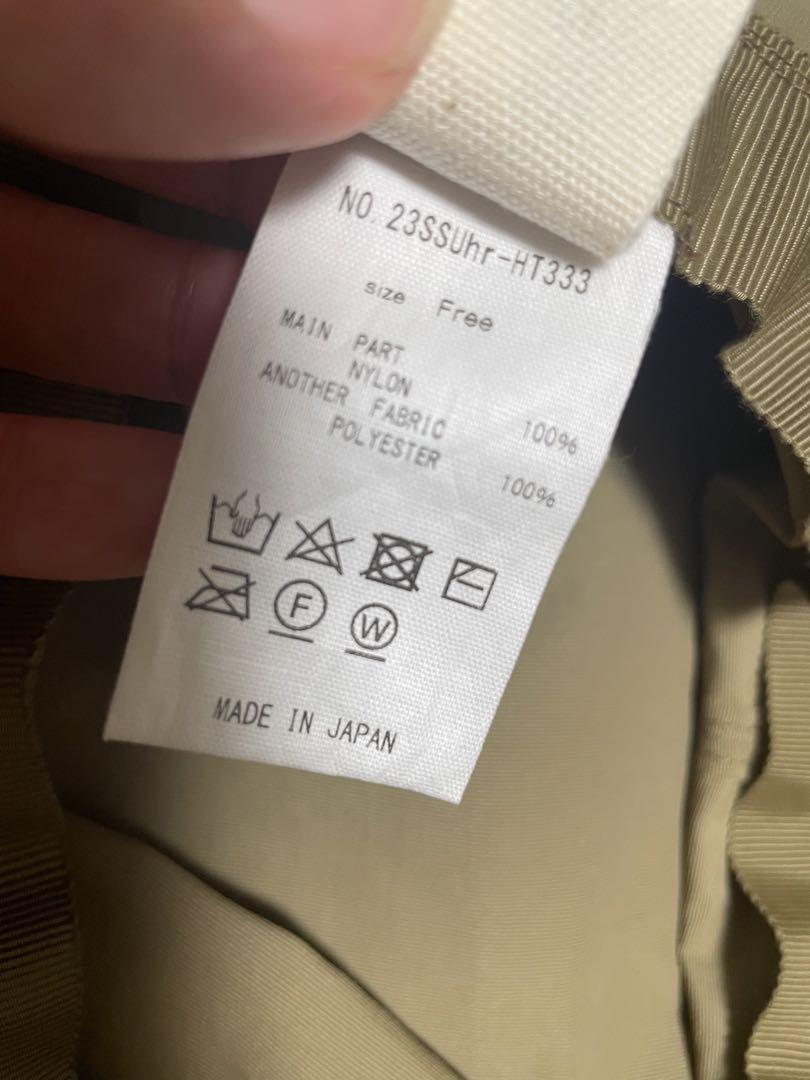 NO. 23SSUhr-HT333
size Free
MAIN PART
NYLON 100%
ANOTHER FABRIC
POLYESTER 100%
F
W
MADE IN JAPAN